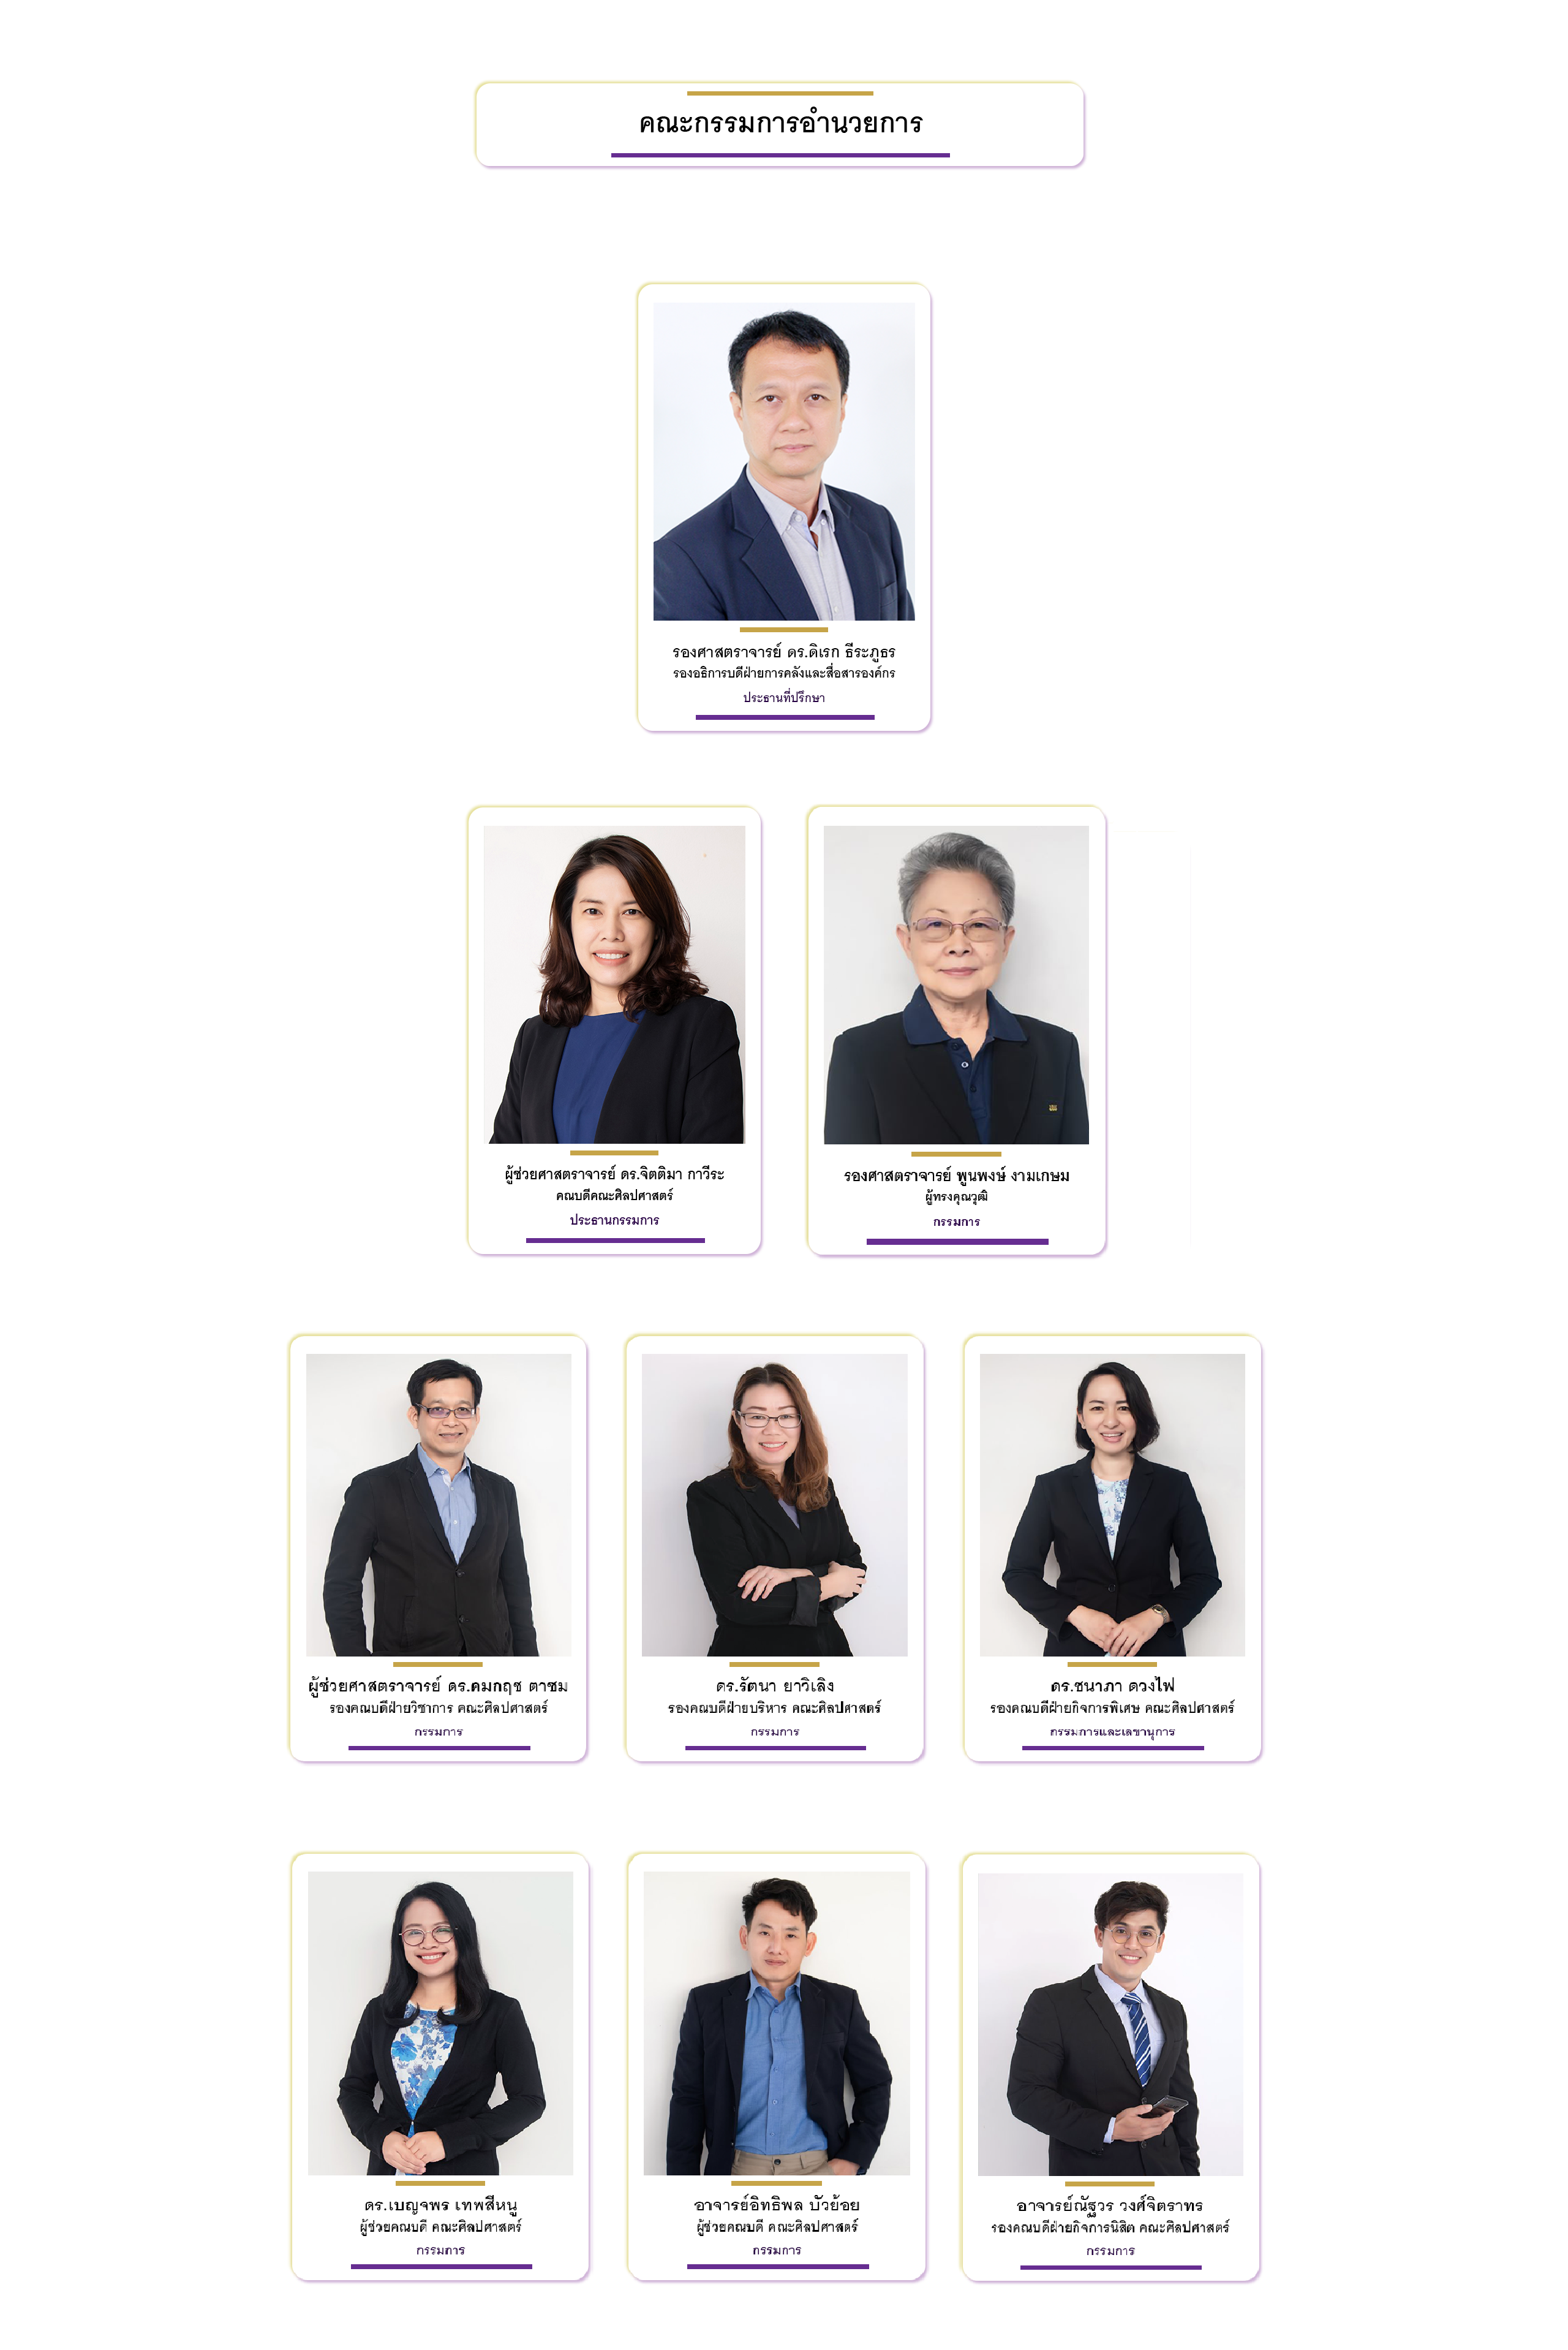 คณะกรรมการอำนวยการ
รองศาสตราจารย์ ดร.ดิเรก ธีระภูธร
รองอธิการบดีฝ่ายการคลังและสื่อสารองค์กร
ประธานที่ปรึกษา
ผู้ช่วยศาสตราจารย์ ดร.จิตติมา กาวีระ
คณบดีคณะศิลปศาสตร์
ประธานกรรมการ
รองศาสตราจารย์ พูนพงษ์ งามเกษม
ผู้ทรงคุณวุฒิ
กรรมการ
ผู้ช่วยศาสตราจารย์ ดร.คมกฤช ตาชม
รองคณบดีฝ่ายวิชาการ คณะศิลปศาสตร์
กรรมการ
ดร.รัตนา ยาวิเลิง
รองคณบดีฝ่ายบริหาร คณะศิลปศาสตร์
กรรมการ
ดร.ชนาภา ดวงไฟ
รองคณบดีฝ่ายกิจการพิเศษ คณะศิลปศาสตร์
กรรมการและเลขานุการ
ดร.เบญจพร เทพสีหนู
ผู้ช่วยคณบดี คณะศิลปศาสตร์
กรรมการ
อาจารย์อิทธิพล บัวย้อย
ผู้ช่วยคณบดี คณะศิลปศาสตร์
กรรมการ
อาจารย์ณัฐวร วงศ์จิตราทร
รองคณบดีฝ่ายกิจการนิสิต คณะศิลปศาสตร์
กรรมการ